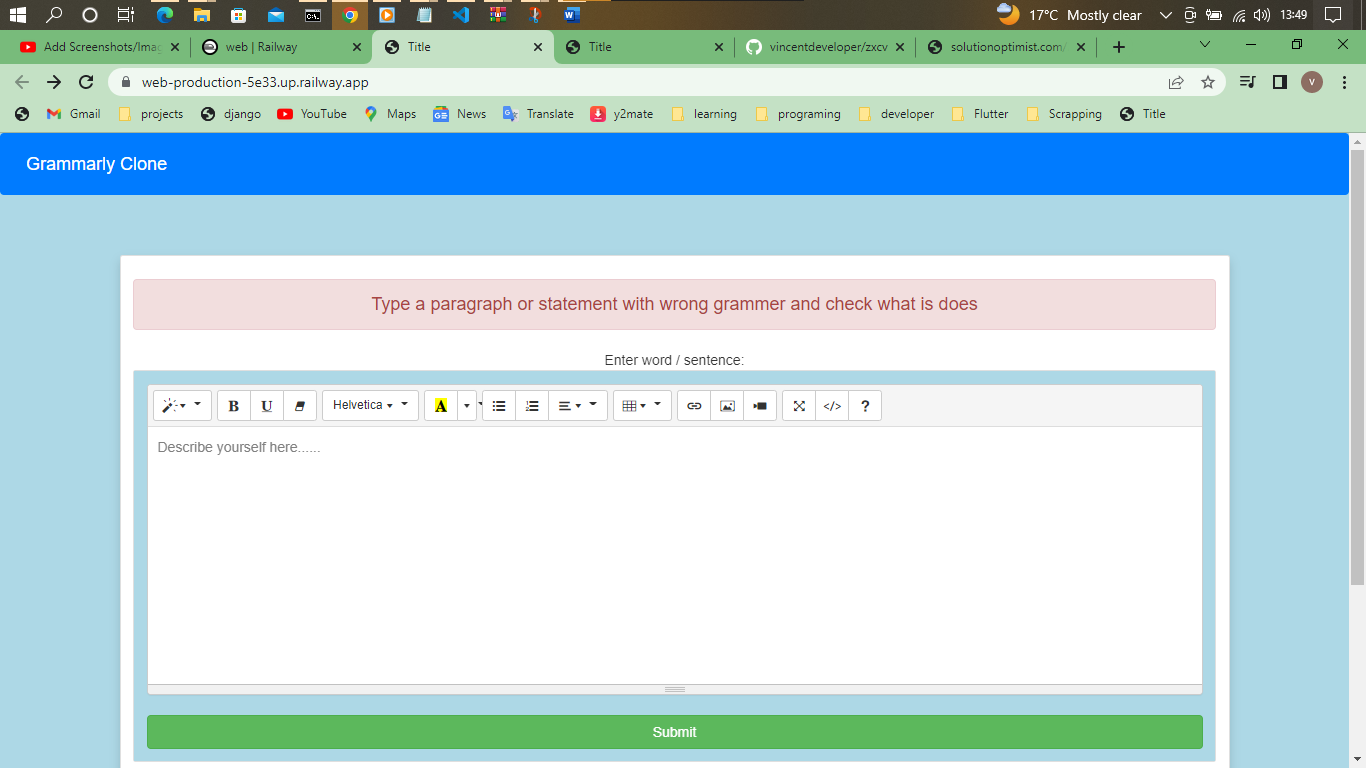 17°C Mostly clear 13:49
Add Screenshots/Imag web | Railway Title Title vincentdeveloper/zxcv solutionoptimist.com/
web-production-5e33.up.railway.app V
Gmail projects django YouTube Maps News Translate y2mate learning programing developer Flutter Scrapping Title
Grammarly Clone
Type a paragraph or statement with wrong grammer and check what is does
Enter word / sentence:
B U Helvetica A </> ?
Describe yourself here......
Submit